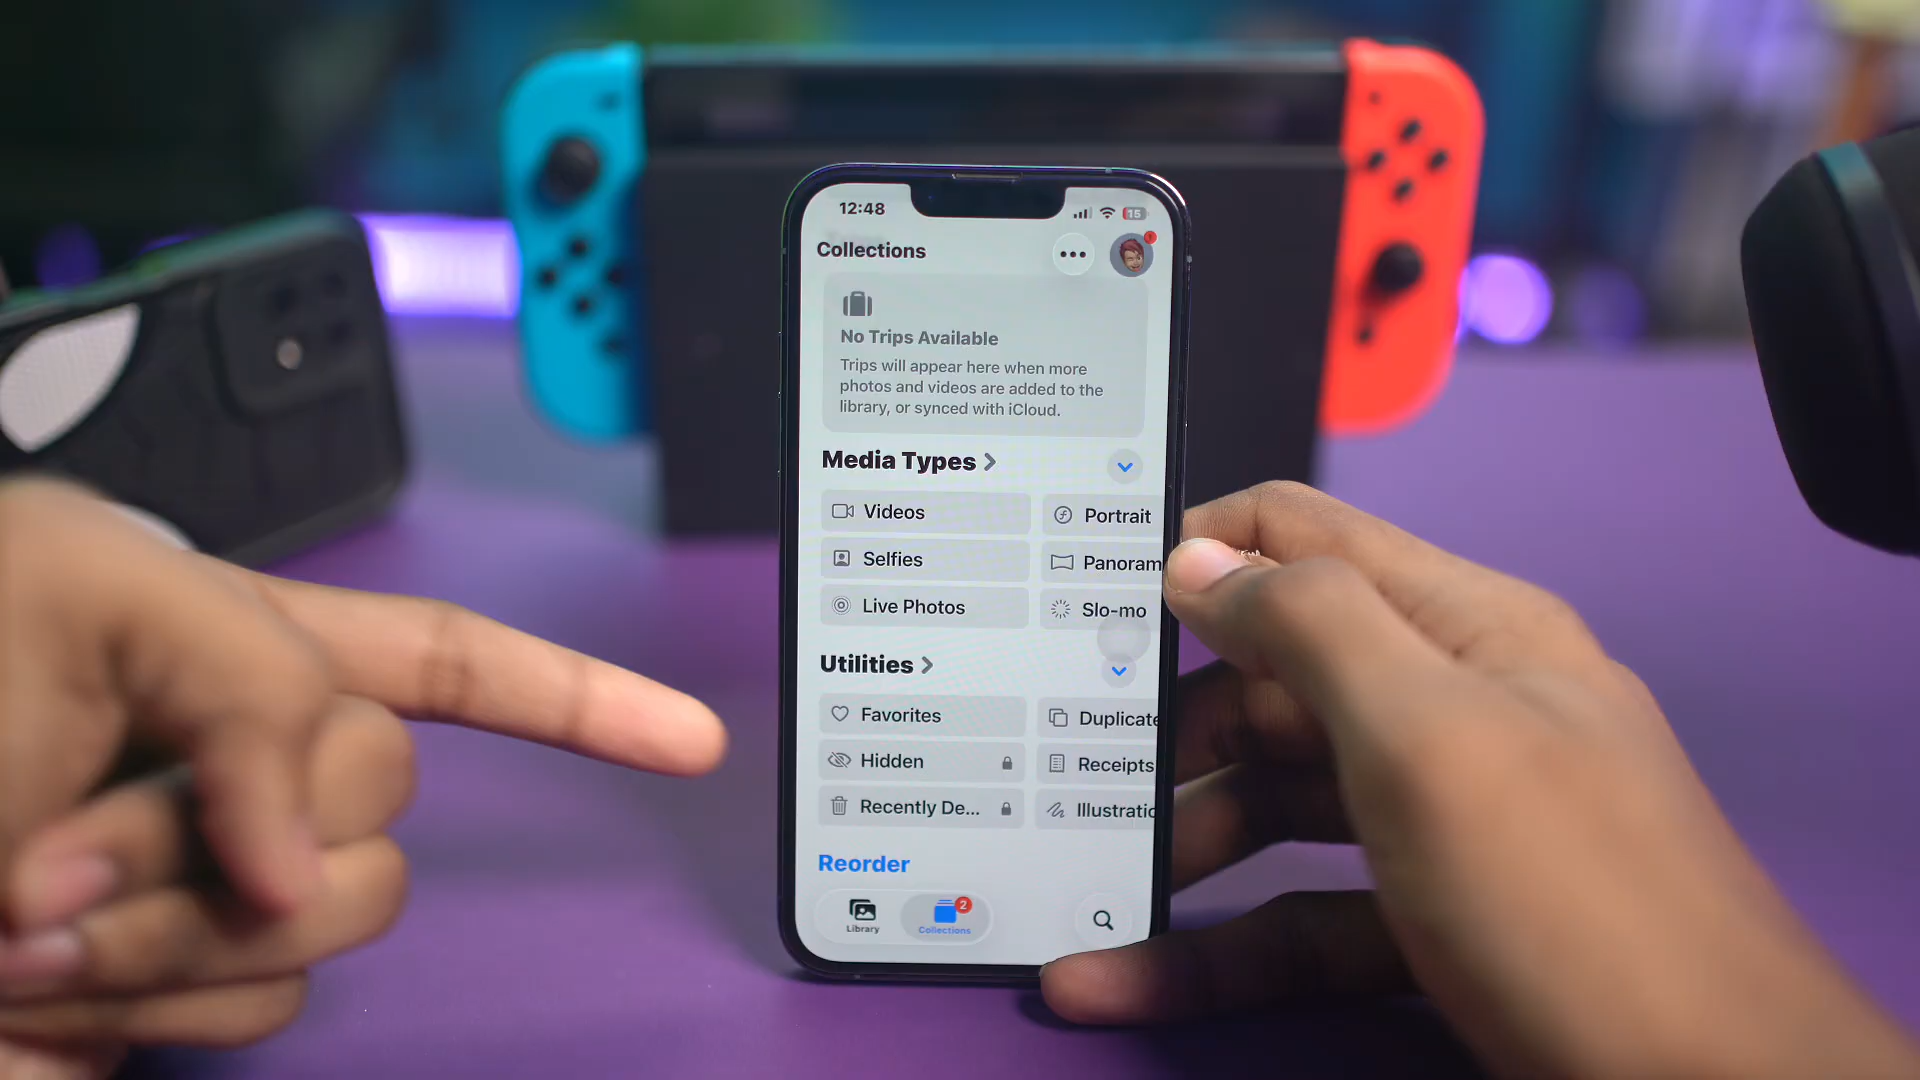 12:48
15
Collections
No Trips Available
Trips will appear here when more
photos and videos are added to the
library, or synced with iCloud.
Media Types
Videos
Portrait
Selfies
Panoram
Live Photos
Slo-mo
Utilities
Favorites
Duplicate
Hidden
Receipts
Recently De...
Illustratio
Reorder
Library
2
Collections